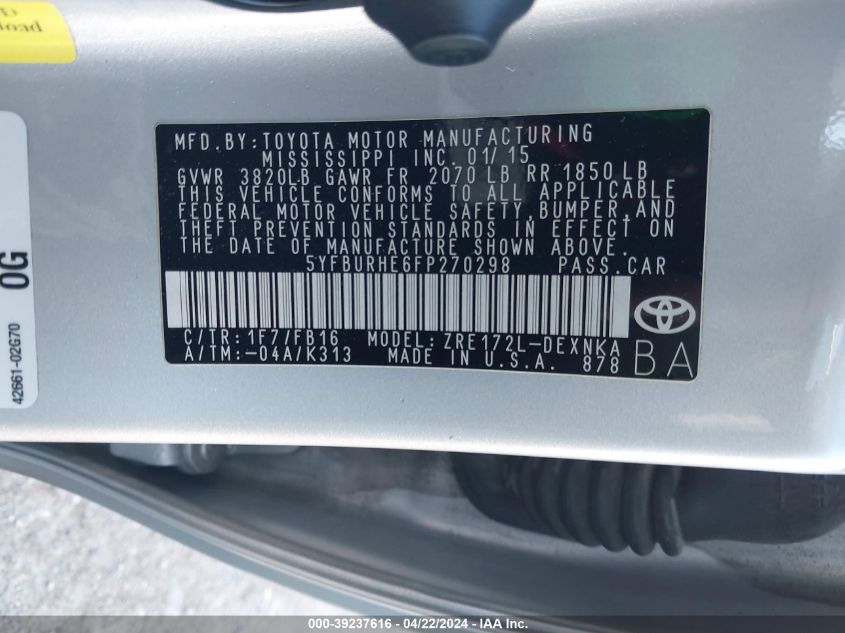 MFD. BY: TOYOTA MOTOR MANUFACTURING
MISSISSIPPI INC. 01/15
GVWR 3820LB GAWR FR 2070 LB RR 1850 LB
THIS VEHICLE CONFORMS TO ALL APPLICABLE
FEDERAL MOTOR VEHICLE SAFETY, BUMPER, AND
THEFT PREVENTION STANDARDS IN EFFECT ON
THE DATE OF MANUFACTURE SHOWN ABOVE.
5YFBURHE6FP270298 PASS. CAR
C/TR: 1F7/FB16 MODEL: ZRE172L-DEXNKA
A/TM: -04A/K313 MADE IN U.S.A. 878
BA
0G
42661-02G70
000-39237616 - 04/22/2024 - IAA Inc.